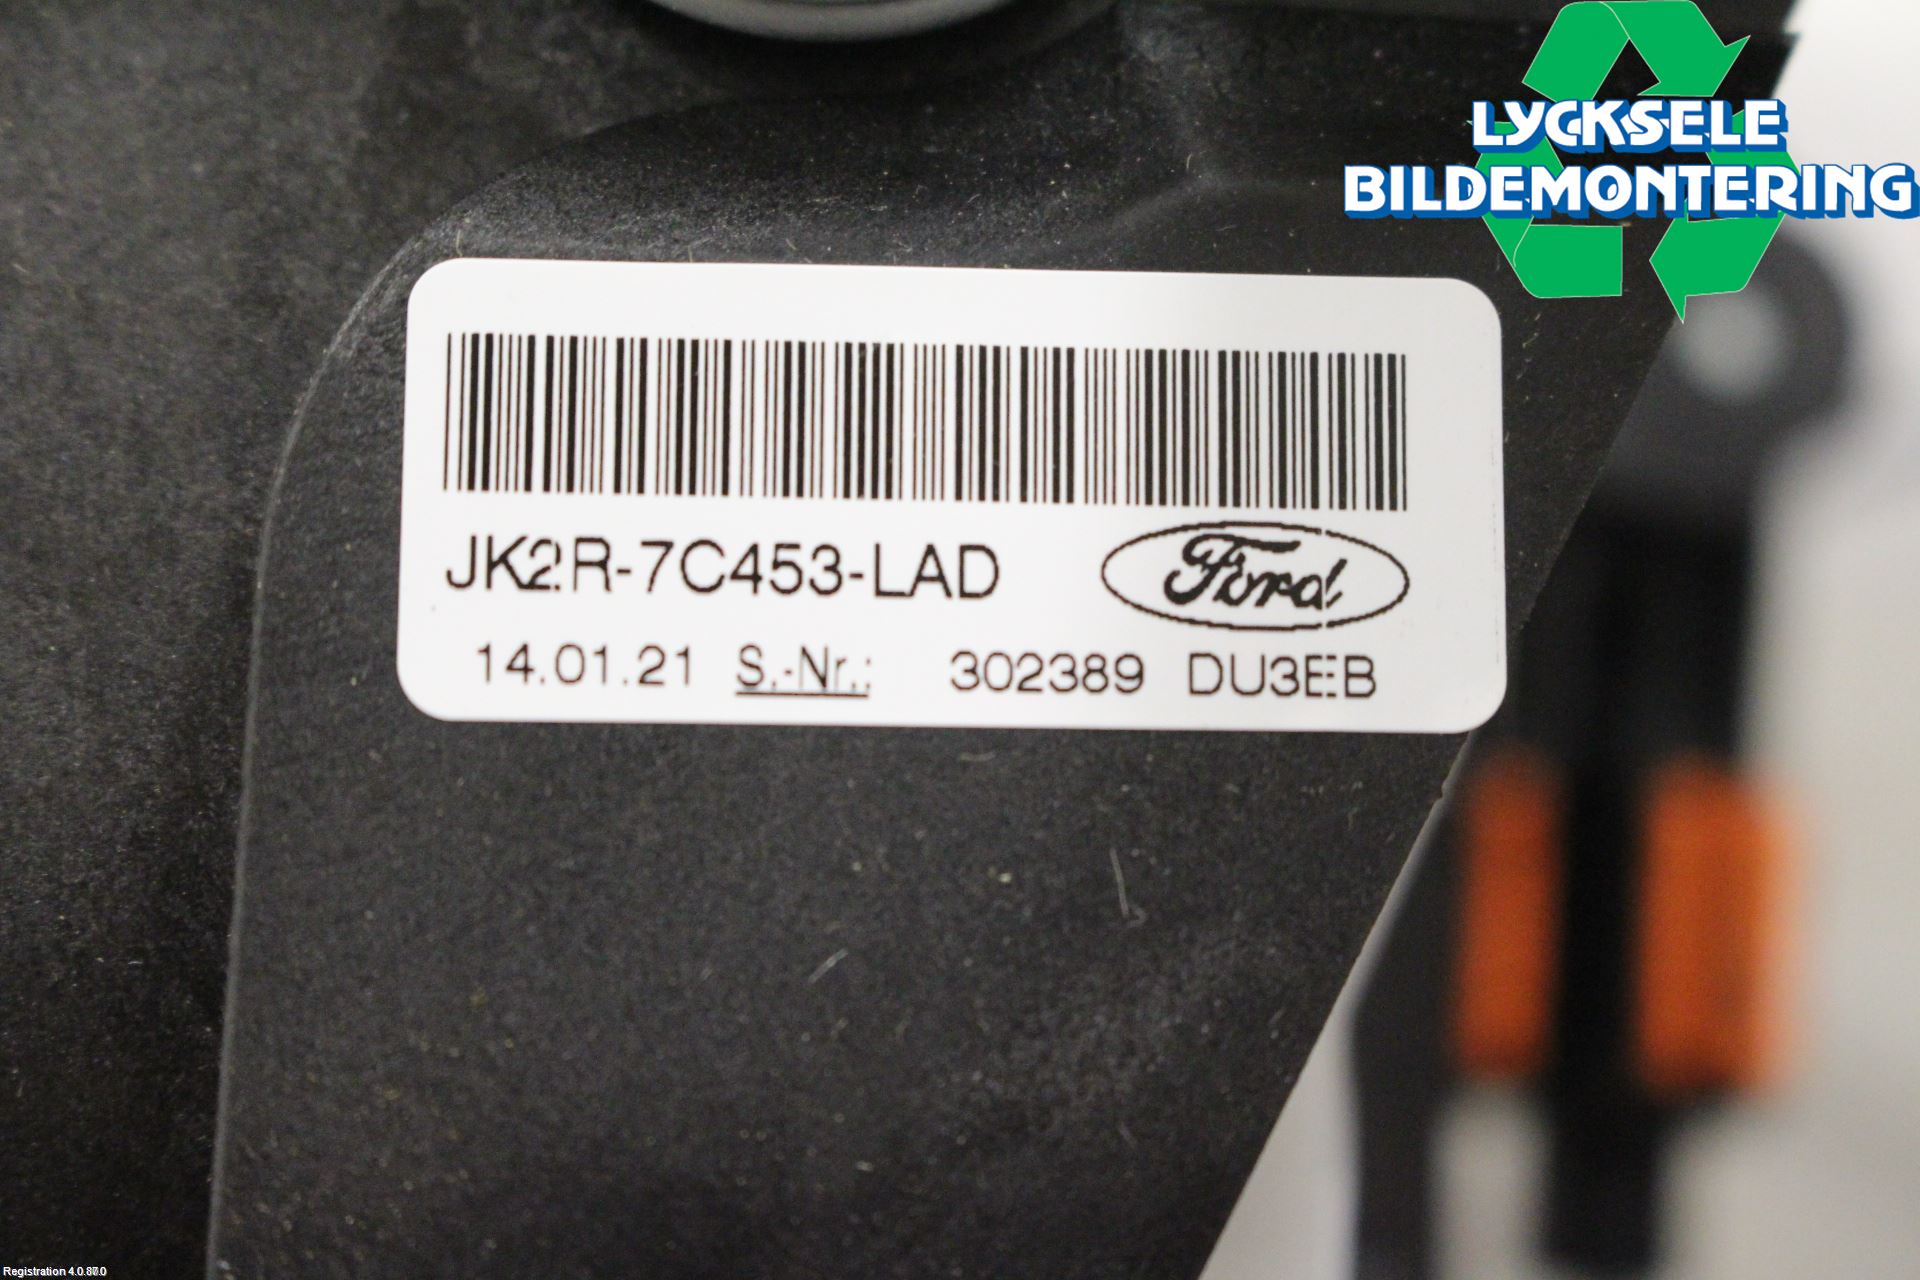 LYCKSELE
BILDEMONTERING
JK2R-7C453-LAD
Ford
14.01.21 S.-Nr.: 302389 DU3EB